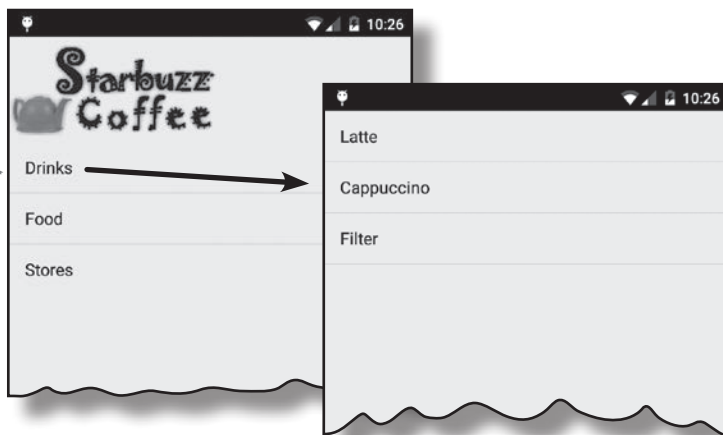 10:26
Starbuzz
Coffee
Drinks
Food
Stores
10:26
Latte
Cappuccino
Filter